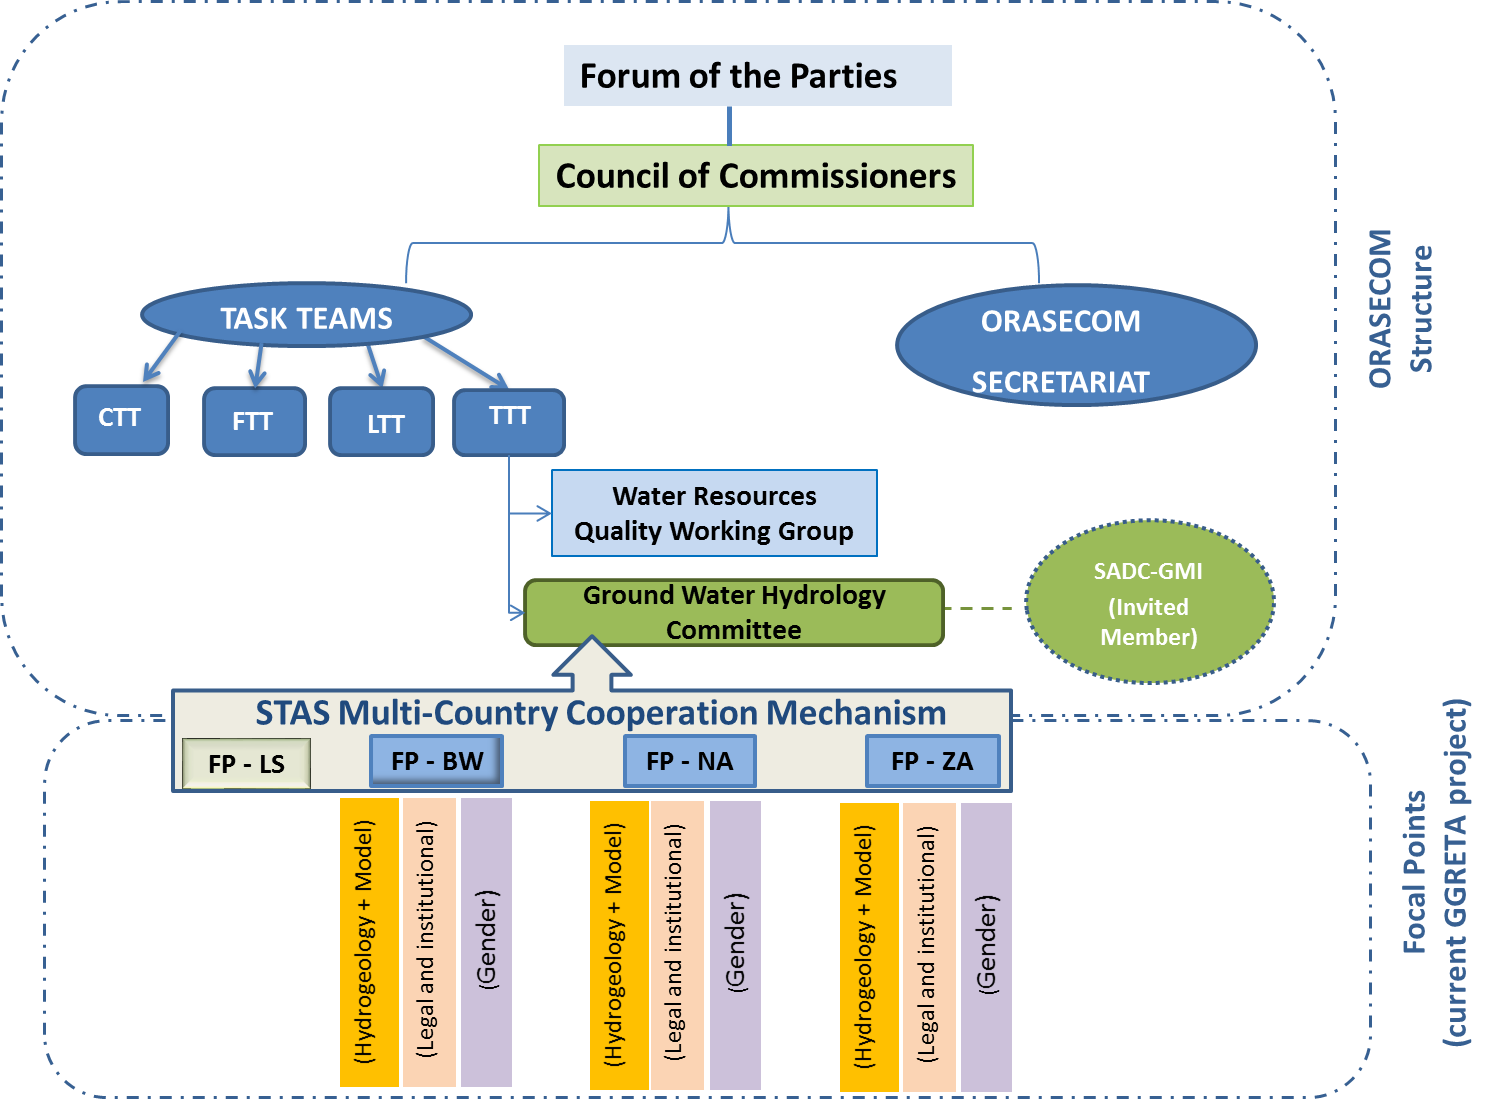 Forum of the Parties
Council of Commissioners
TASK TEAMS
ORASECOM
SECRETARIAT
CTT
FTT
LTT
TTT
Water Resources
Quality Working Group
Ground Water Hydrology
Committee
SADC-GMI
(Invited
Member)
STAS Multi-Country Cooperation Mechanism
FP - LS
FP - BW
FP - NA
FP - ZA
(Hydrogeology + Model)
(Legal and institutional)
(Gender)
(Hydrogeology + Model)
(Legal and institutional)
(Gender)
(Hydrogeology + Model)
(Legal and institutional)
(Gender)
ORASECOM
Structure
Focal Points
(current GGRETA project)